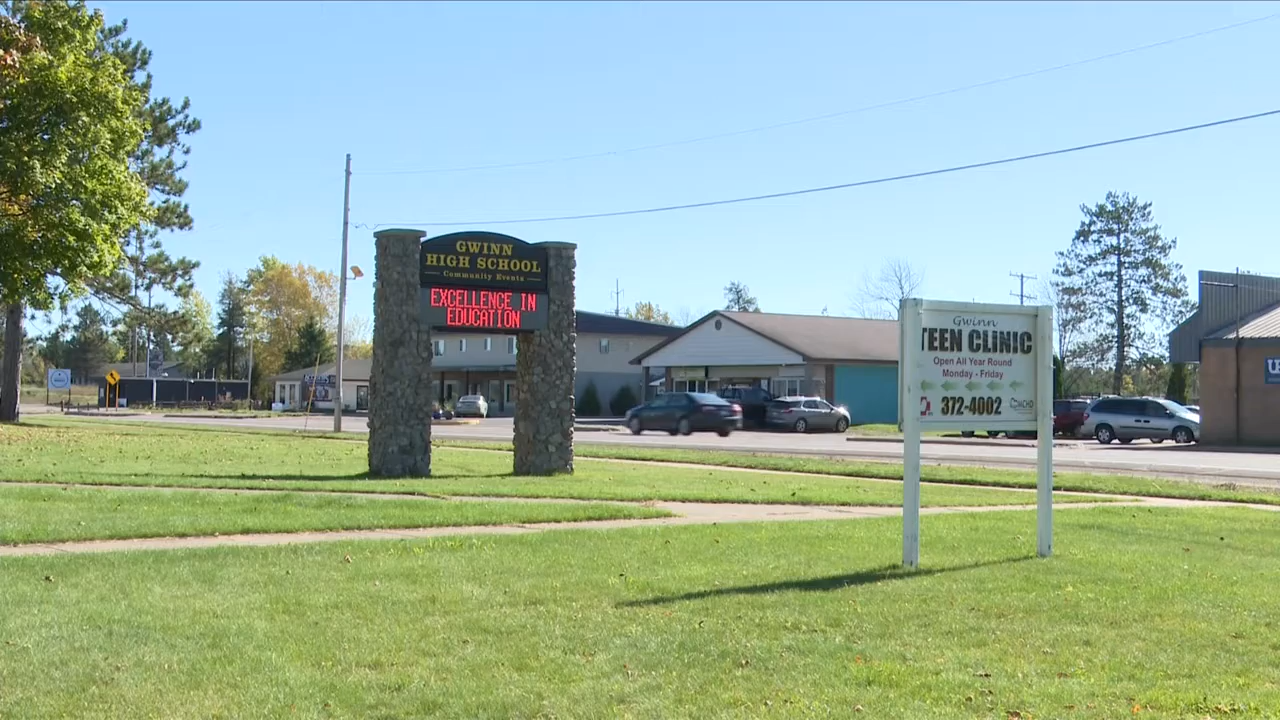 GWINN
HIGH SCHOOL
Community Events
EXCELLENCE IN
EDUCATION
Gwinn
TEEN CLINIC
Open All Year Round
Monday - Friday
372-4002
MCHD